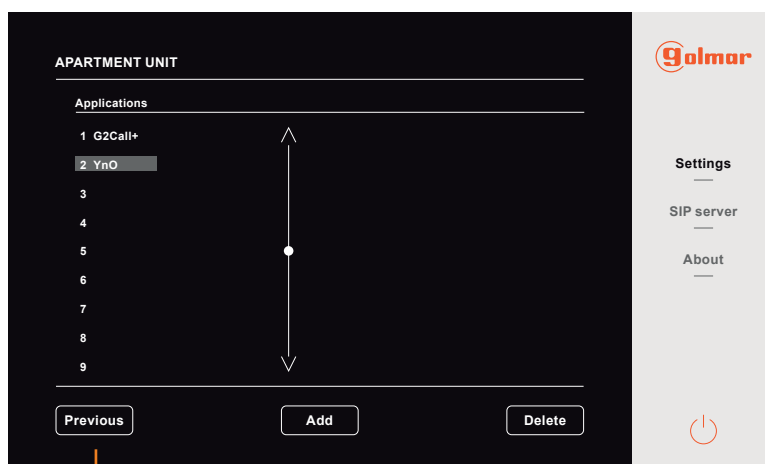 APARTMENT UNIT
Applications
1 G2Call+
2 YnO
3
4
5
6
7
8
9
Previous
Add
Delete
golmar
Settings
SIP server
About